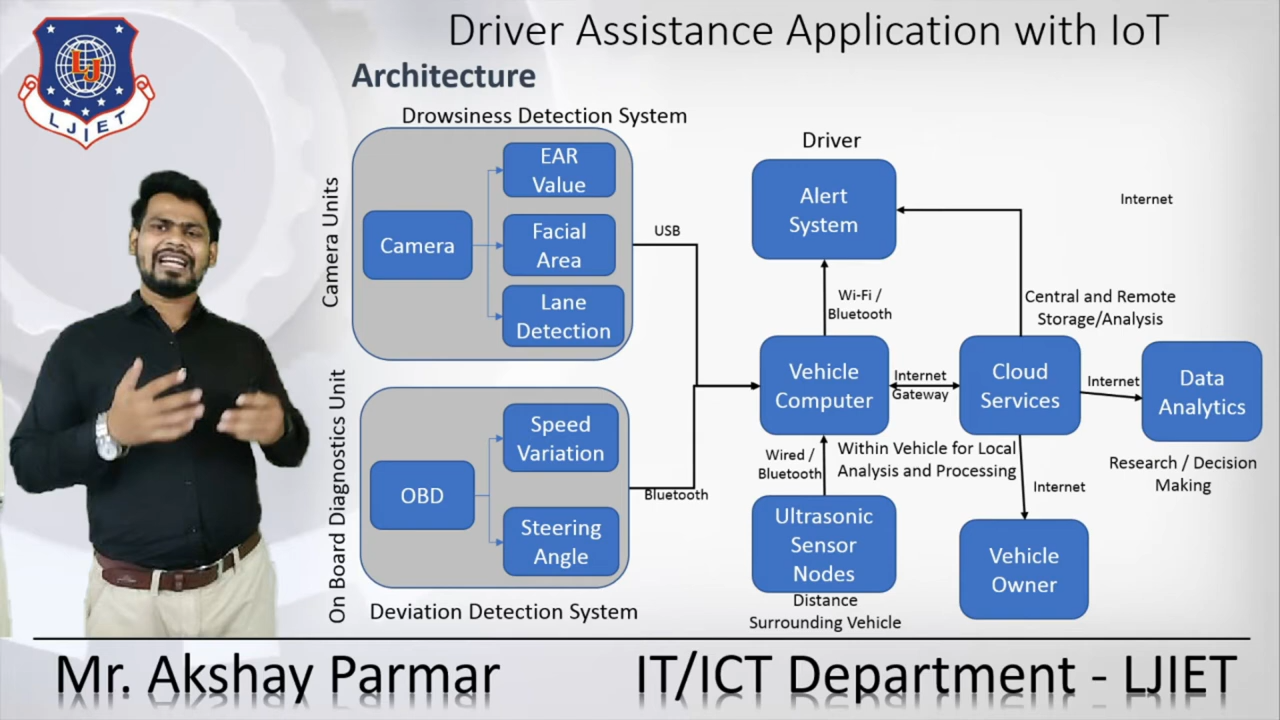 Driver Assistance Application with IoT
LJIET
Architecture
Drowsiness Detection System
Camera Units
Camera
EAR
Value
Facial
Area
Lane
Detection
USB
On Board Diagnostics Unit
OBD
Speed
Variation
Steering
Angle
Bluetooth
Deviation Detection System
Driver
Alert
System
Wi-Fi /
Bluetooth
Vehicle
Computer
Internet
Gateway
Within Vehicle for Local
Analysis and Processing
Wired /
Bluetooth
Ultrasonic
Sensor
Nodes
Distance
Surrounding Vehicle
Internet
Central and Remote
Storage/Analysis
Cloud
Services
Internet
Data
Analytics
Research / Decision
Making
Internet
Vehicle
Owner
Mr. Akshay Parmar
IT/ICT Department - LJIET